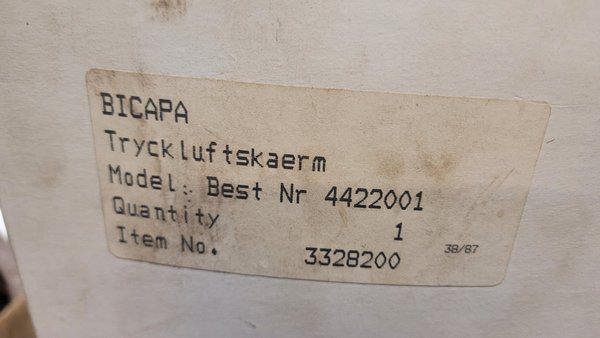 BICAPA
Tryckluftskaerm
Model: Best Nr 4422001
Quantity 1
Item No. 3328200 38/87